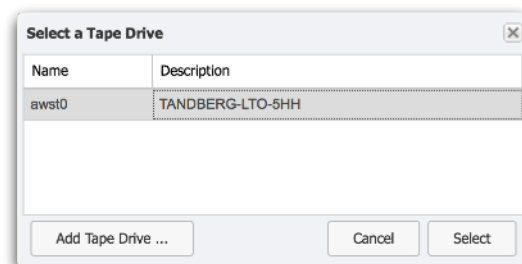 Select a Tape Drive
Name Description
awst0 TANDBERG-LTO-5HH
Add Tape Drive ... Cancel Select